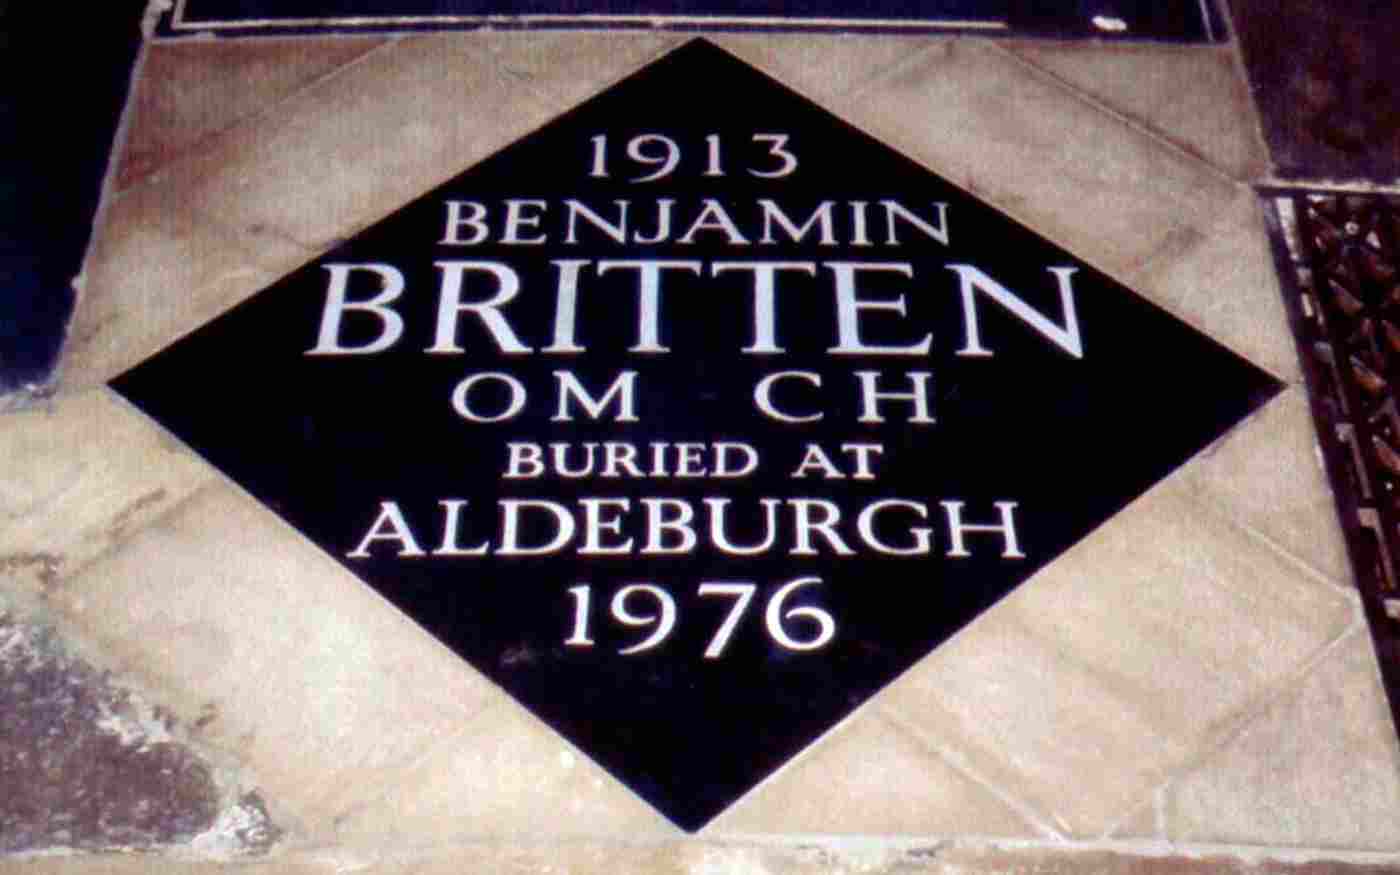 1913
BENJAMIN
BRITTEN
OM CH
BURIED AT
ALDEBURGH
1976